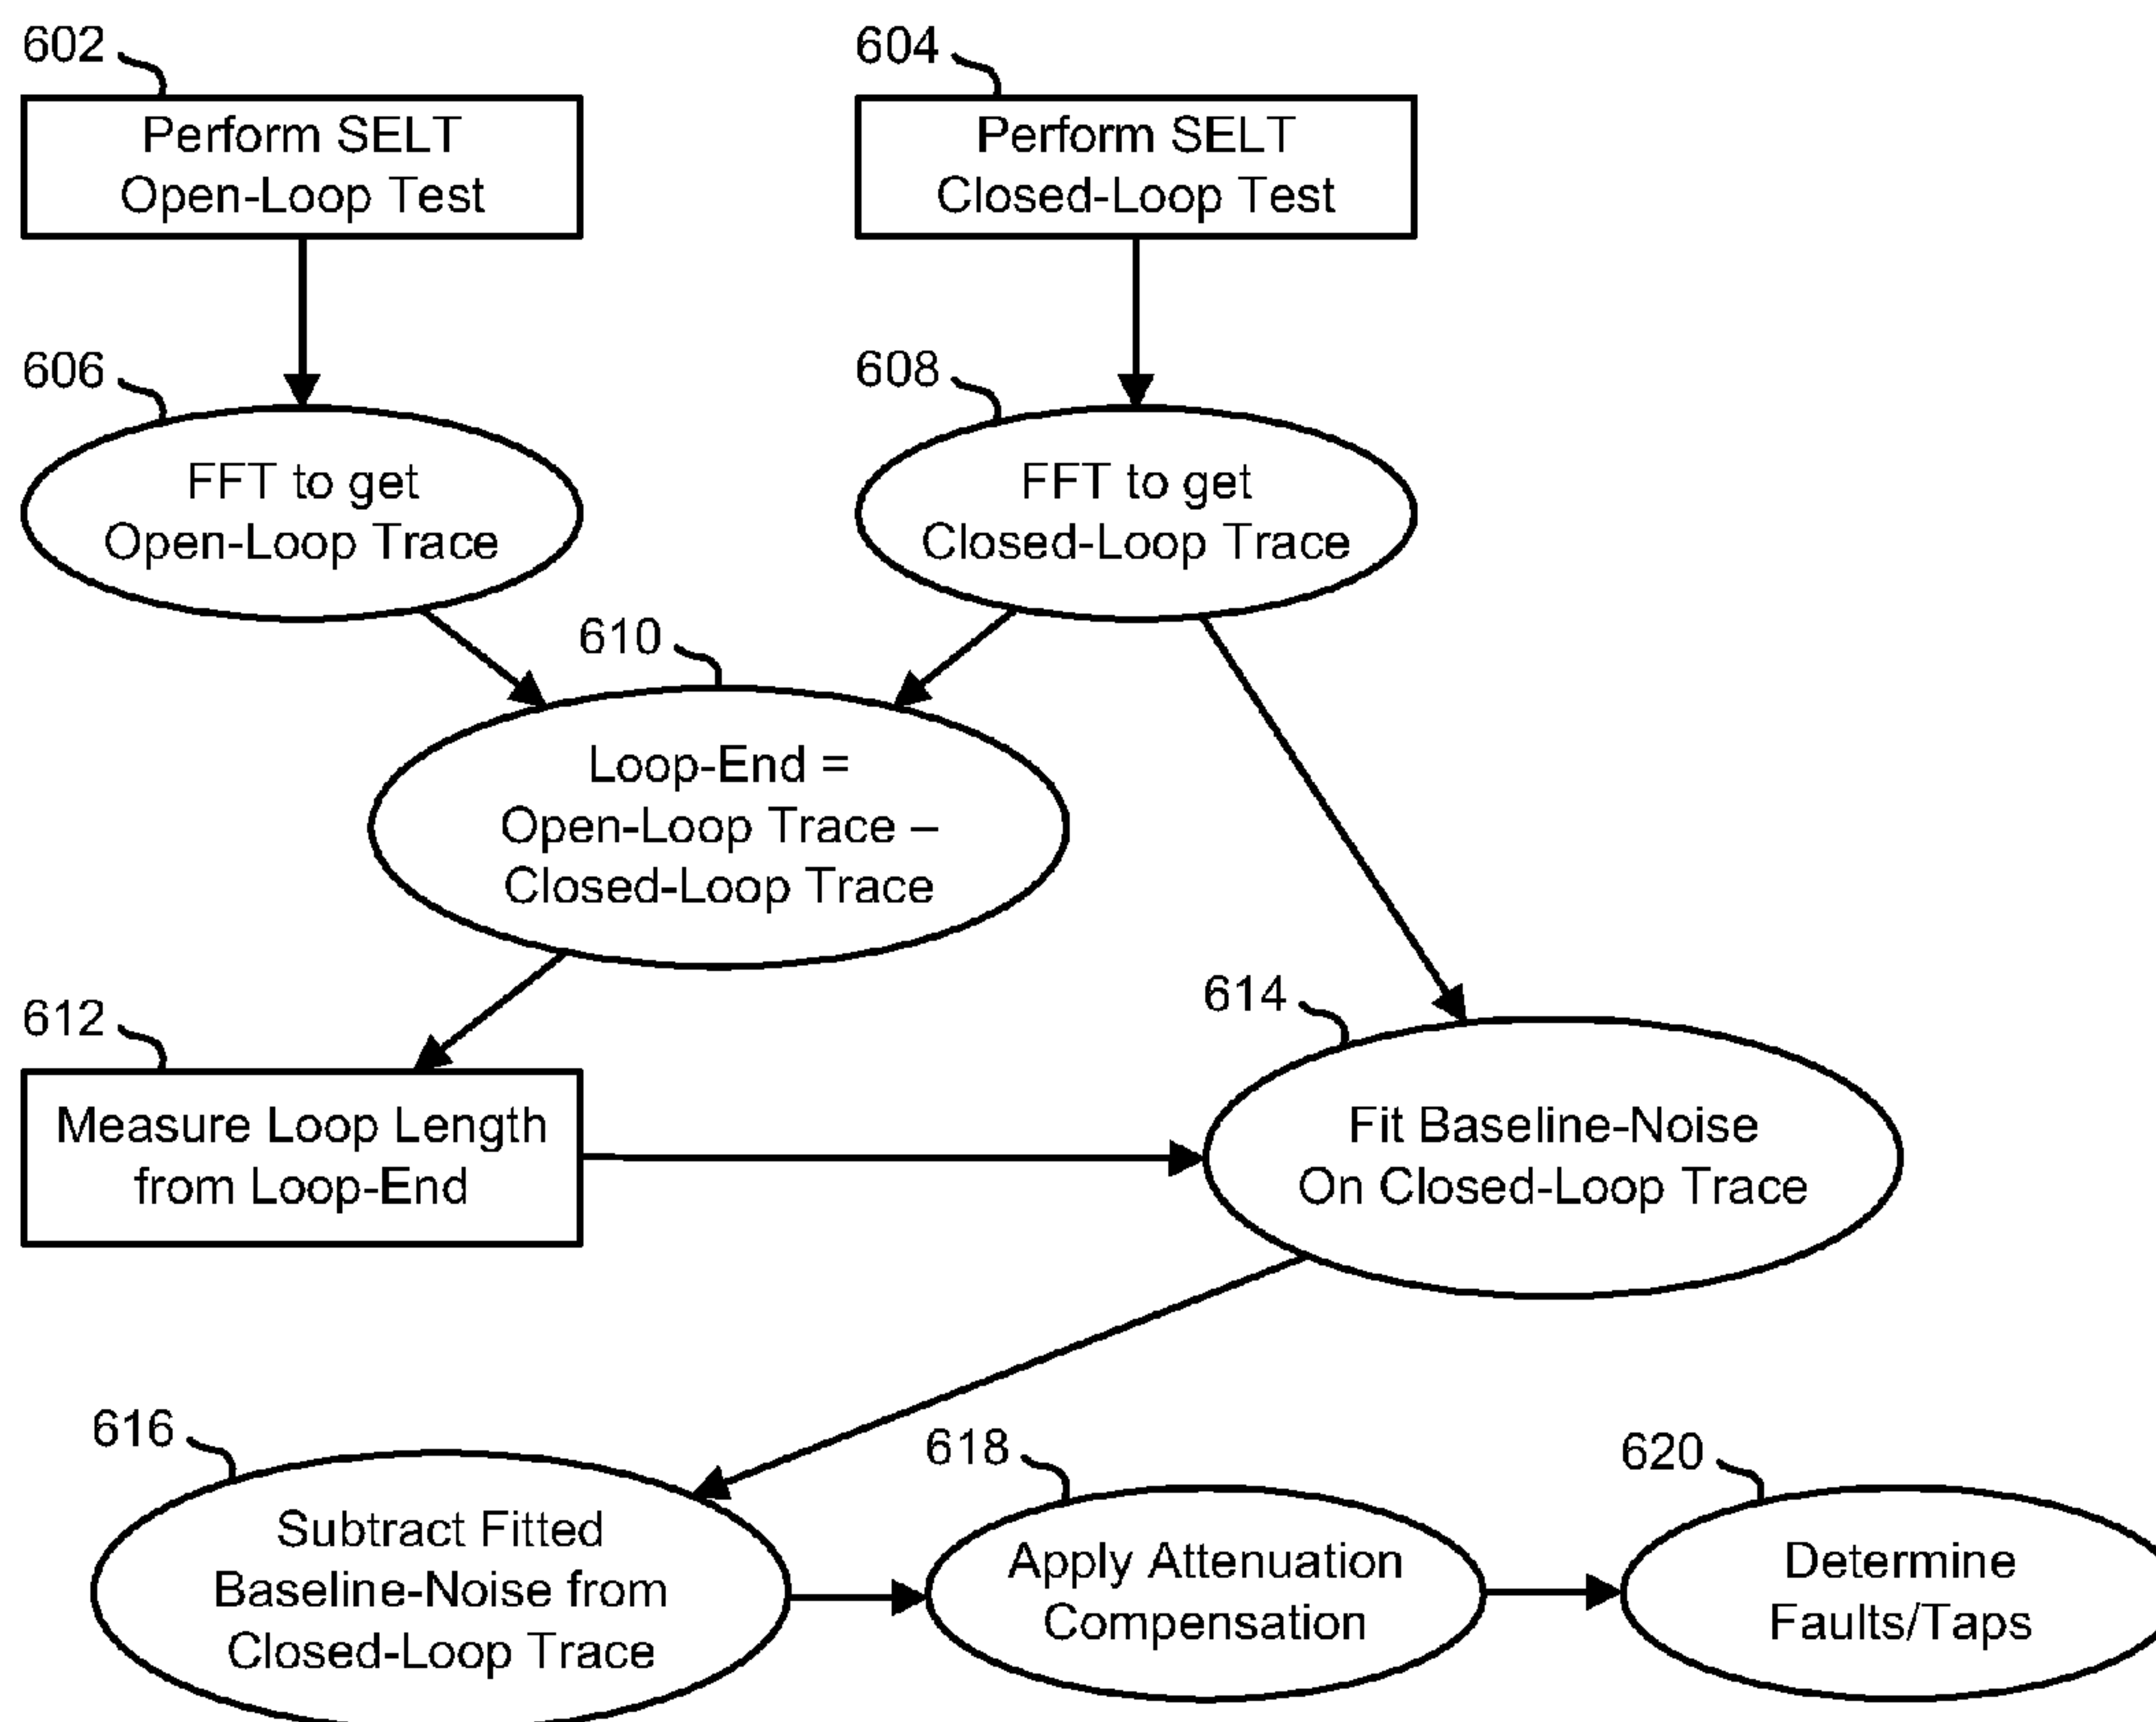 602
Perform SELT
Open-Loop Test
604
Perform SELT
Closed-Loop Test
606
FFT to get
Open-Loop Trace
608
FFT to get
Closed-Loop Trace
610
Loop-End =
Open-Loop Trace –
Closed-Loop Trace
612
Measure Loop Length
from Loop-End
614
Fit Baseline-Noise
On Closed-Loop Trace
616
Subtract Fitted
Baseline-Noise from
Closed-Loop Trace
618
Apply Attenuation
Compensation
620
Determine
Faults/Taps